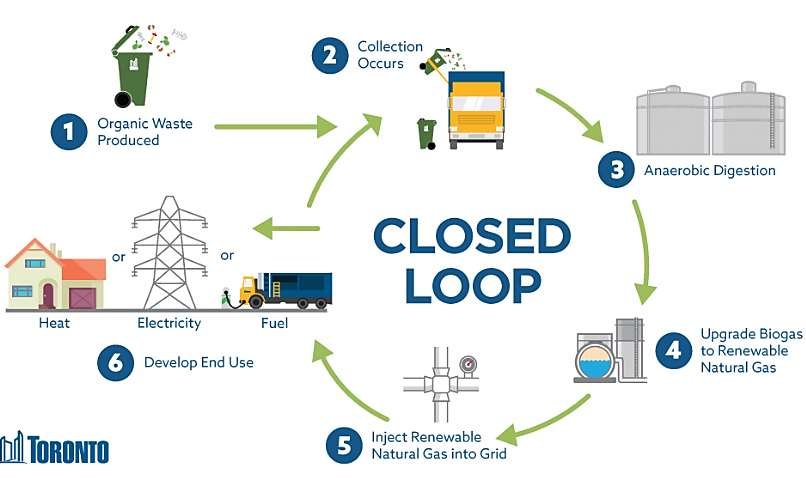 1
Organic Waste
Produced
2
Collection
Occurs
3
Anaerobic Digestion
4
Upgrade Biogas
to Renewable
Natural Gas
5
Inject Renewable
Natural Gas into Grid
6
Develop End Use
Heat
or
Electricity
or
Fuel
CLOSED
LOOP
TORONTO